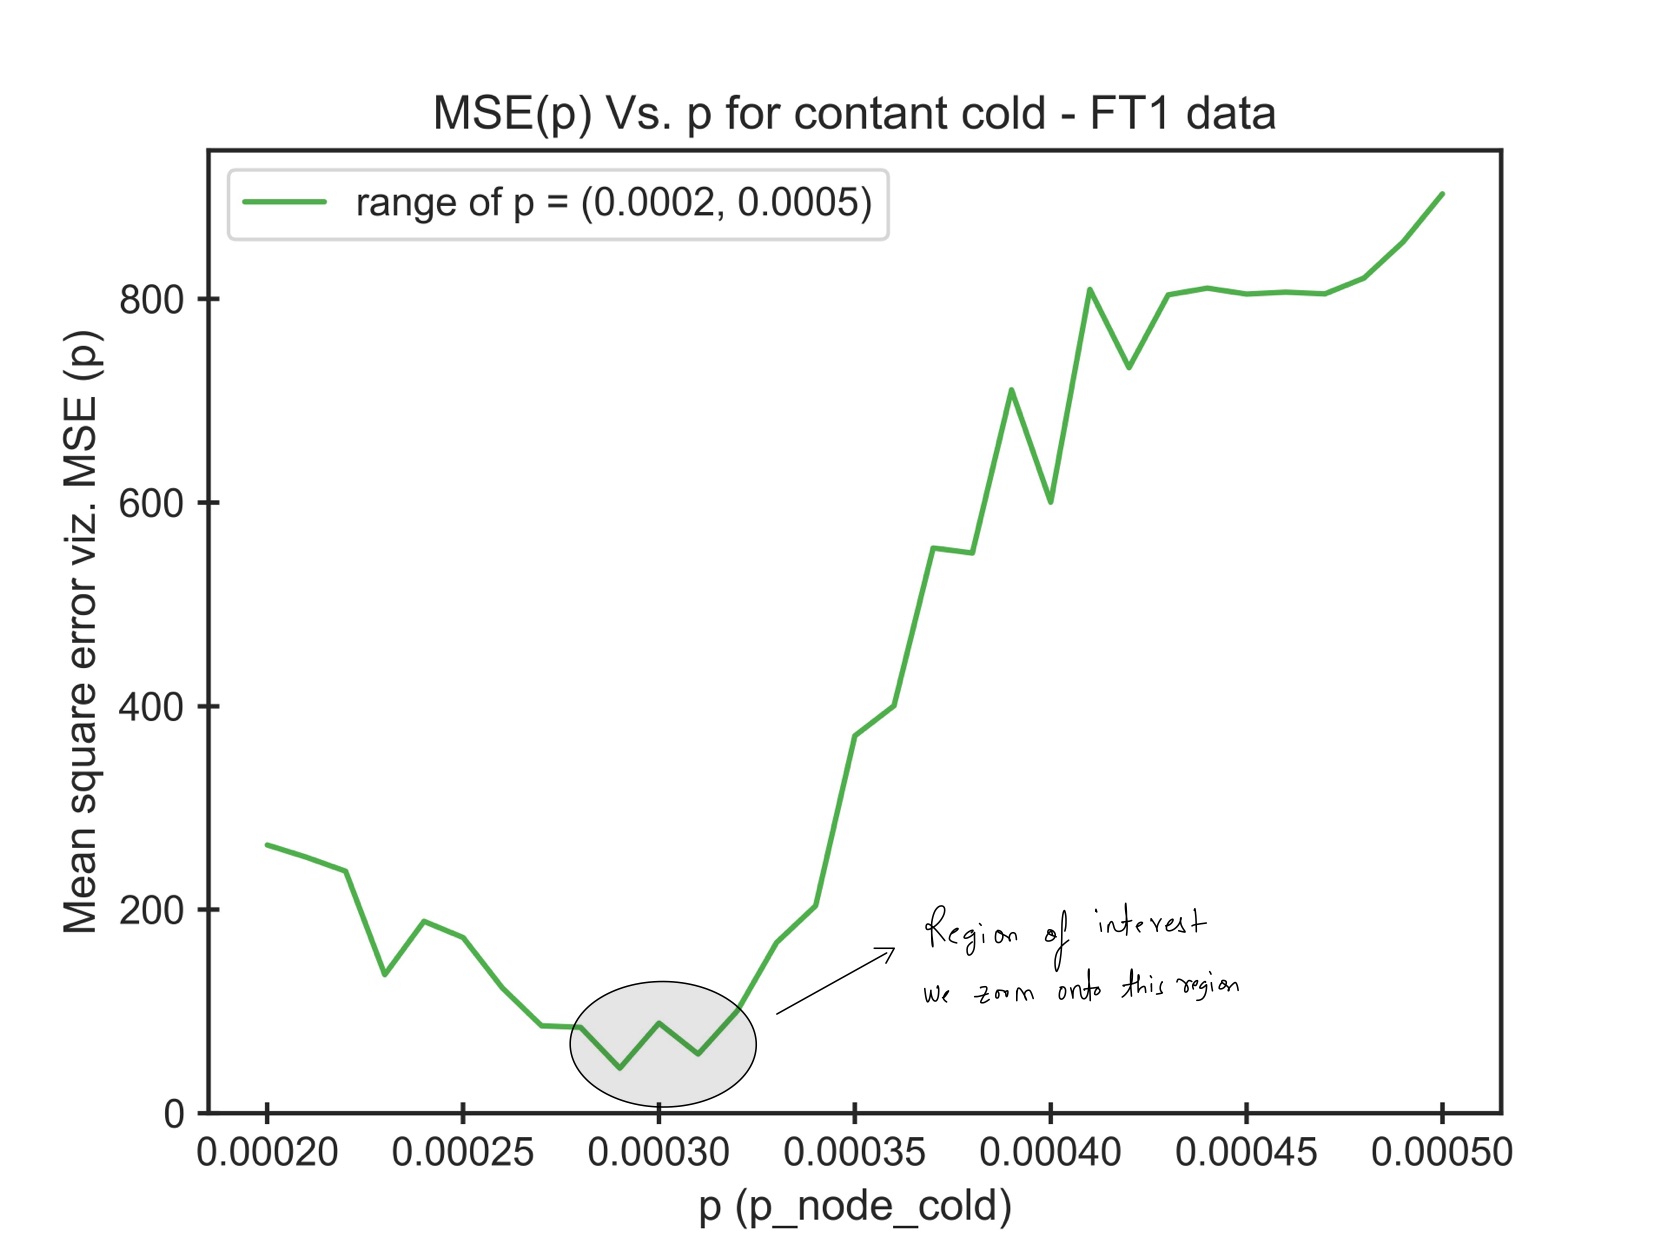 MSE(p) Vs. p for contant cold - FT1 data
range of p = (0.0002, 0.0005)
Mean square error viz. MSE (p)
800
600
400
200
0
Region of interest
we zoom onto this region
0.00020 0.00025 0.00030 0.00035 0.00040 0.00045 0.00050
p (p_node_cold)